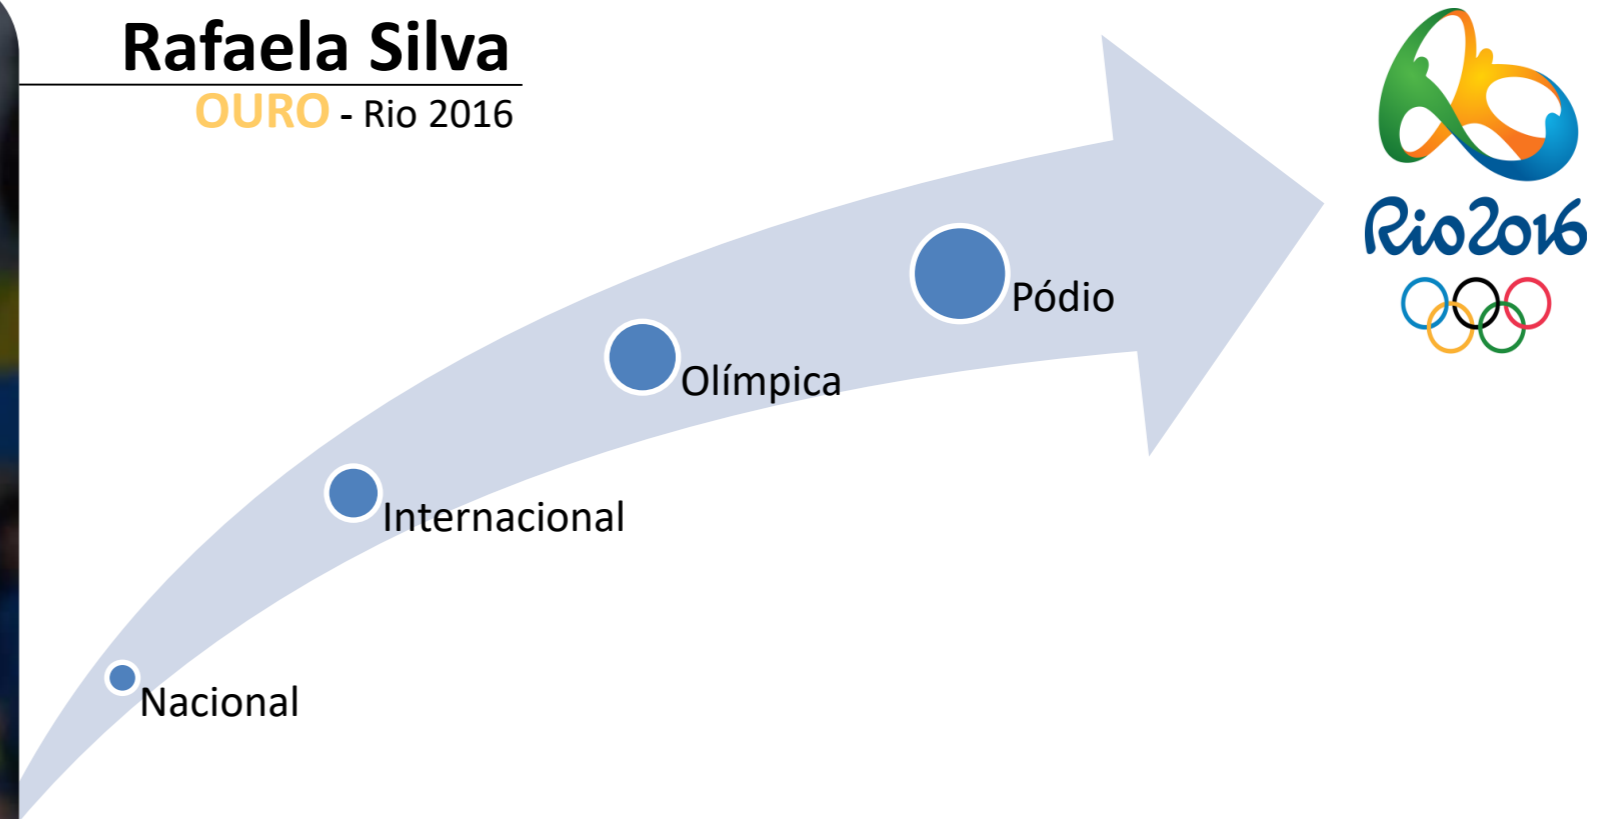 Rafaela Silva
OURO - Rio 2016
Rio2016
Pódio
Olímpica
Internacional
Nacional